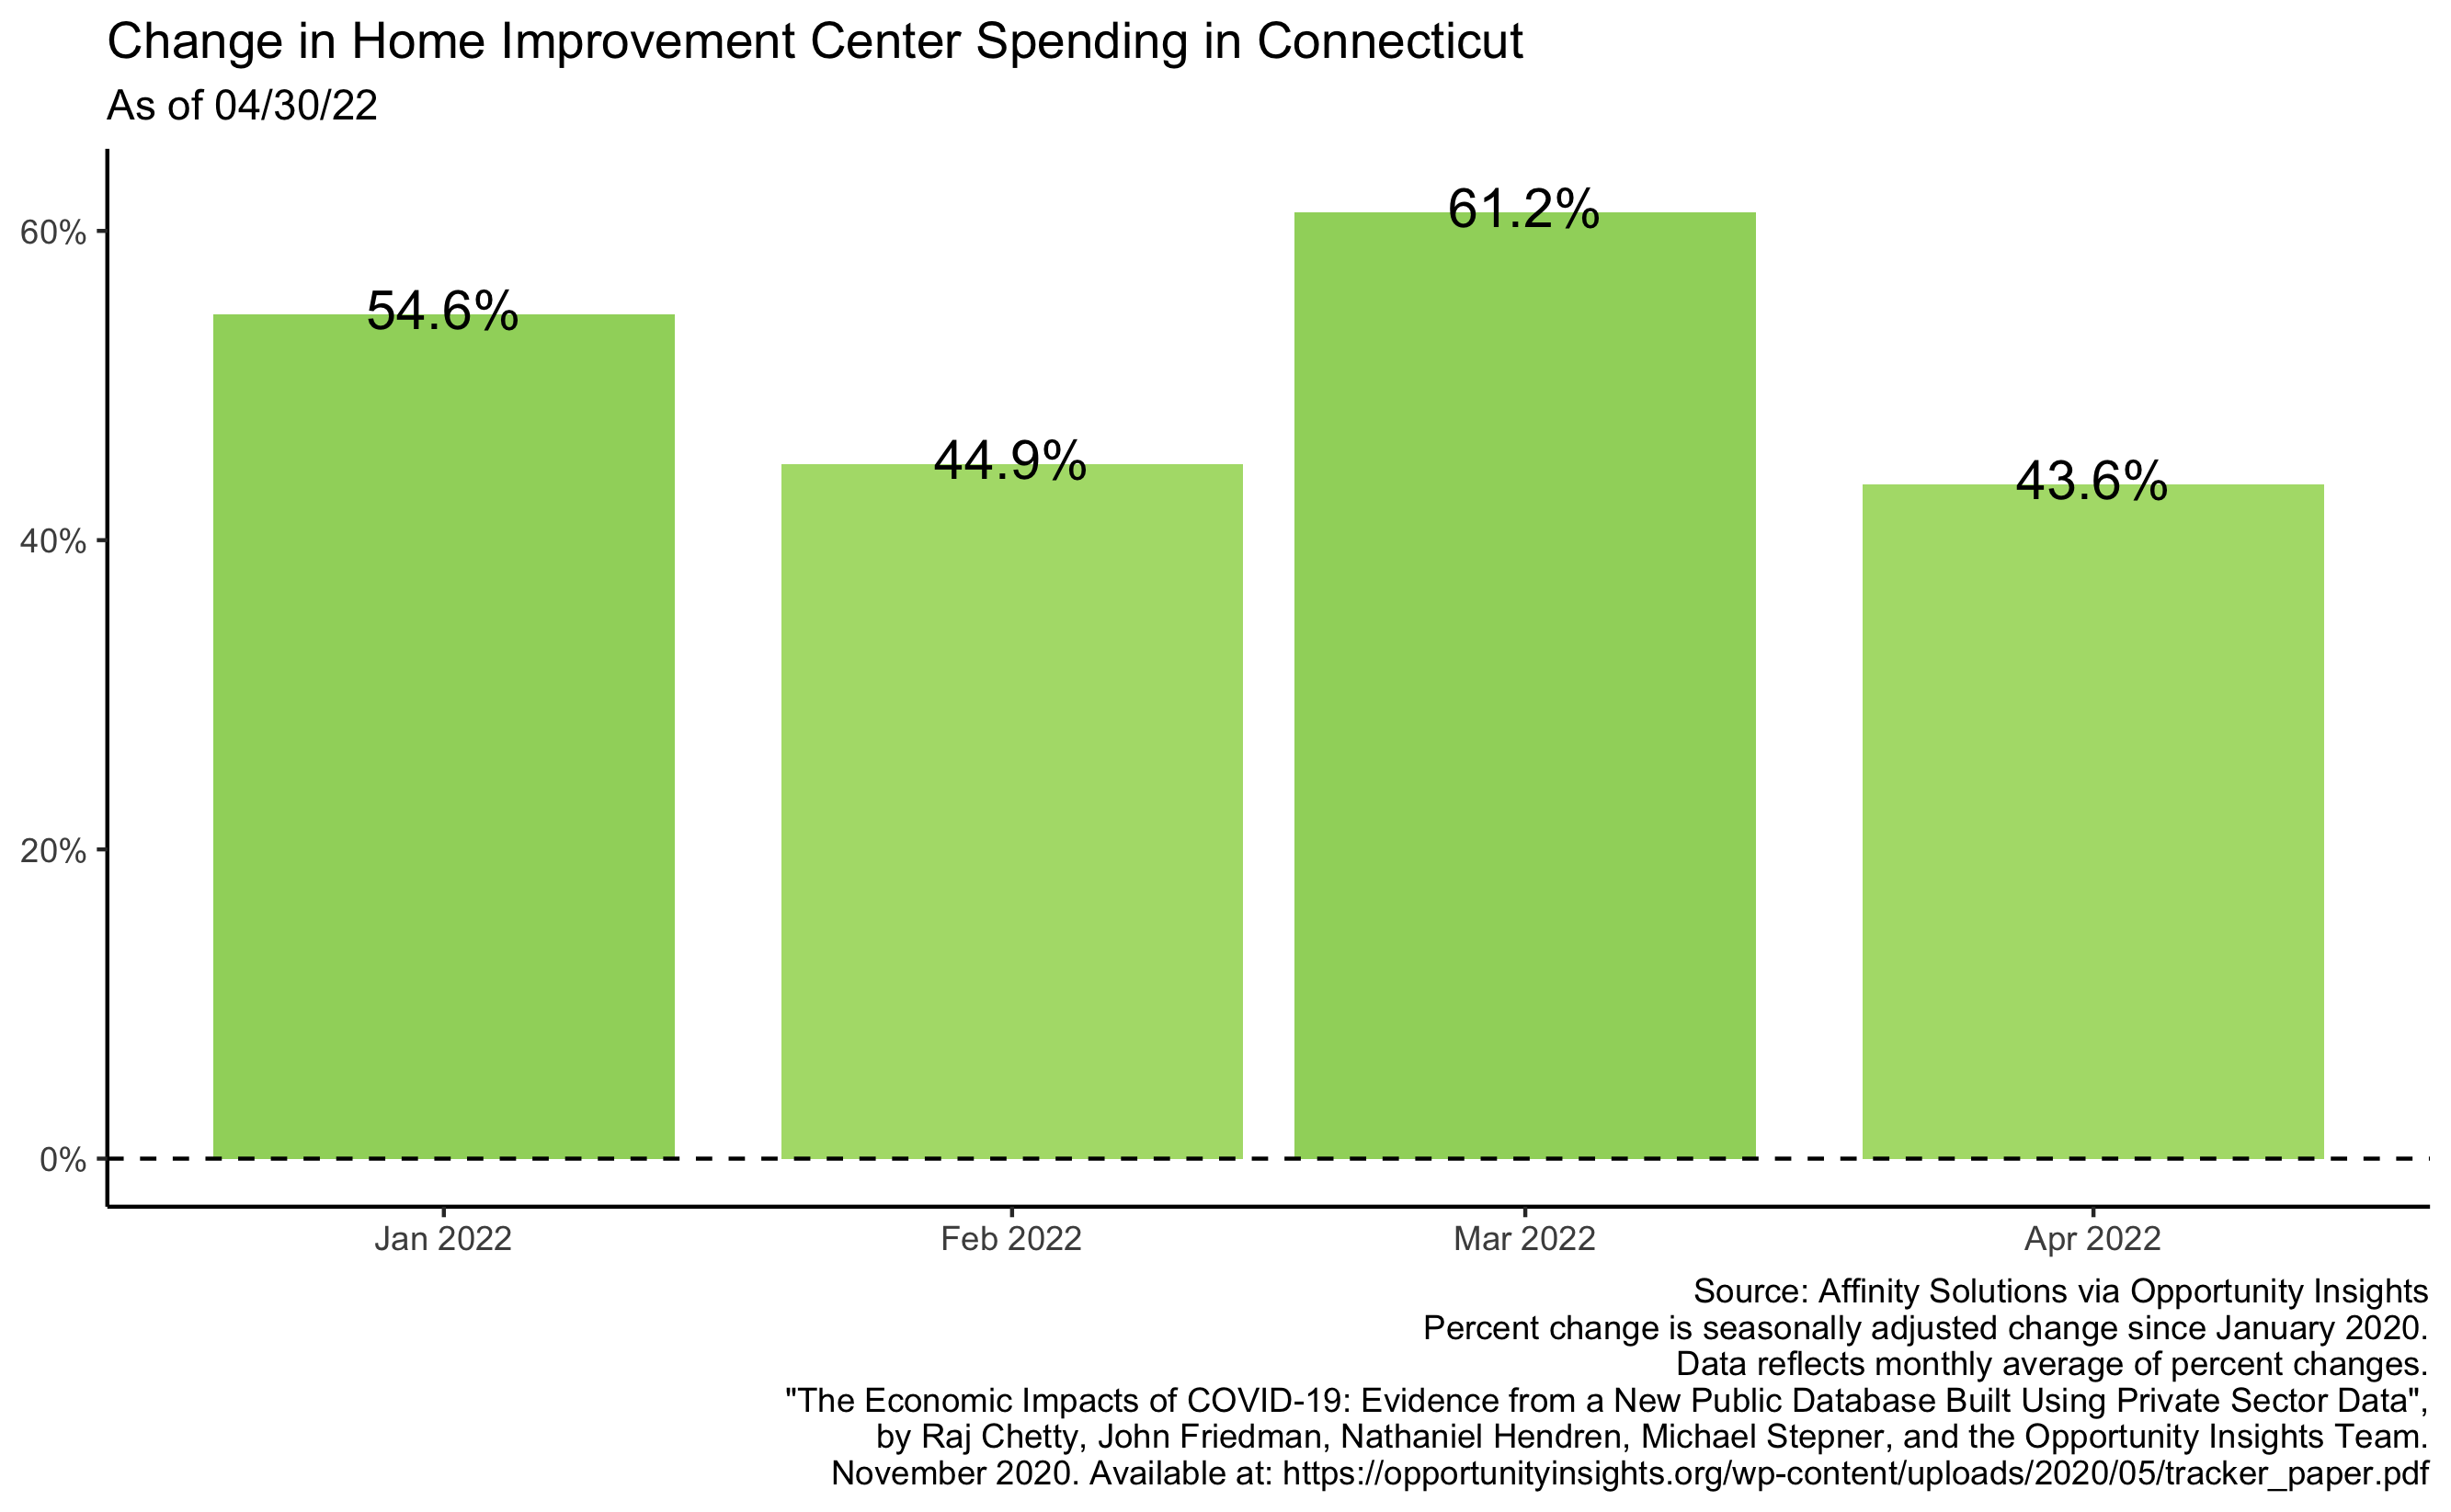 Change in Home Improvement Center Spending in Connecticut
As of 04/30/22
60%
40%
20%
0%
54.6%
44.9%
61.2%
43.6%
Jan 2022
Feb 2022
Mar 2022
Apr 2022
Source: Affinity Solutions via Opportunity Insights
Percent change is seasonally adjusted change since January 2020.
Data reflects monthly average of percent changes.
"The Economic Impacts of COVID-19: Evidence from a New Public Database Built Using Private Sector Data",
by Raj Chetty, John Friedman, Nathaniel Hendren, Michael Stepner, and the Opportunity Insights Team.
November 2020. Available at: https://opportunityinsights.org/wp-content/uploads/2020/05/tracker_paper.pdf